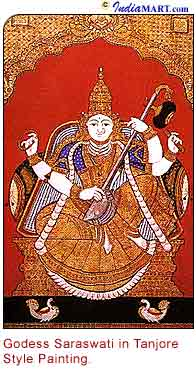 IndiaMART.com
Godess Saraswati in Tanjore
Style Painting.